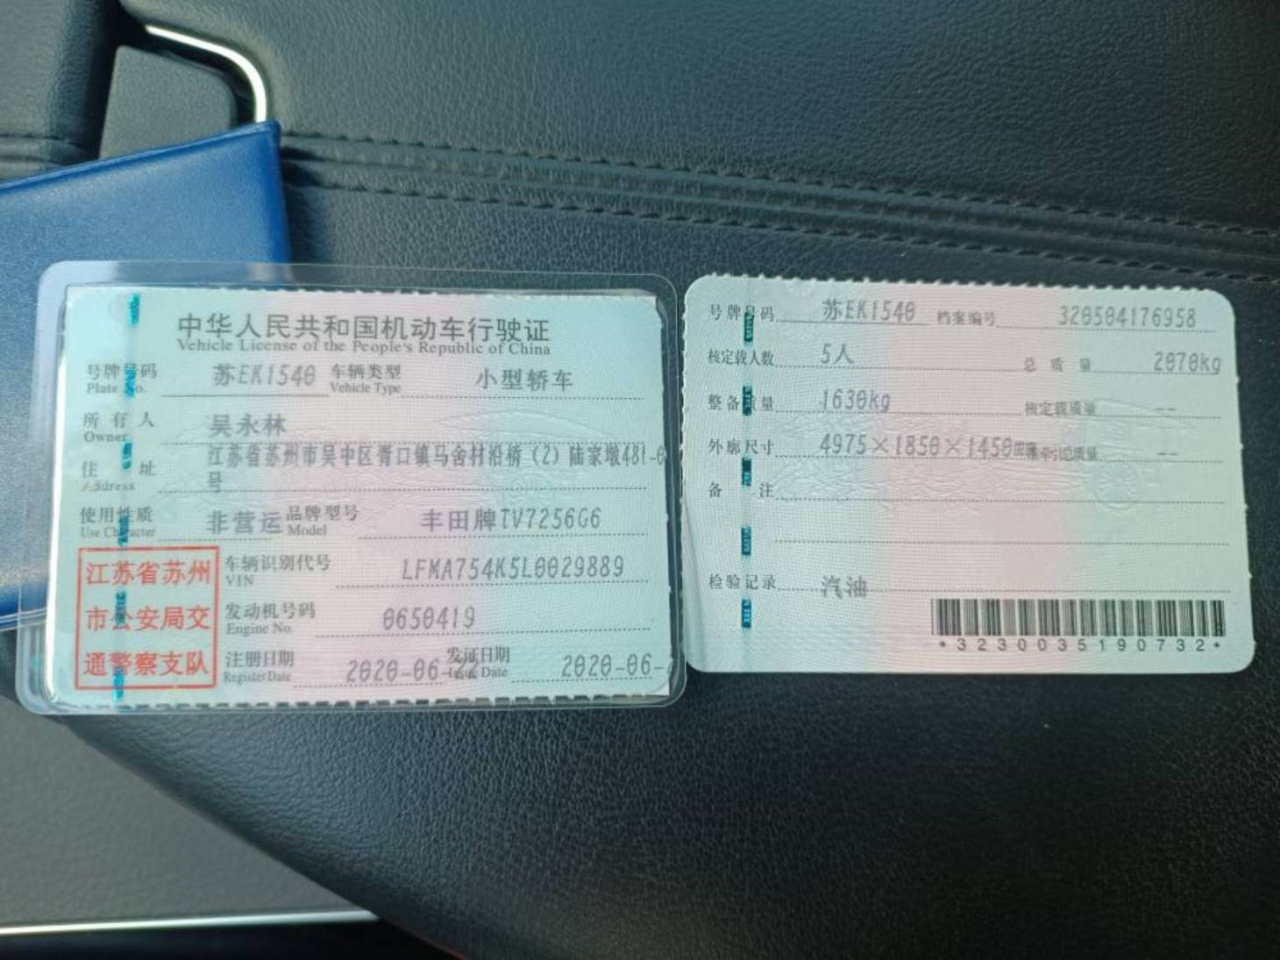 中华人民共和国机动车行驶证
Vehicle License of the People's Republic of China
号牌号码 苏EK1540 车辆类型 小型轿车
Plate No. Vehicle Type
所有人 吴永林
Owner
住址 江苏省苏州市吴中区胥口镇马舍村沿桥(2)陆家墩481-
Address 号
使用性质 非营运 品牌型号 丰田牌TV7256G6
Use Character Model
江苏省苏州
市公安局交
通警察支队
车辆识别代号 LFMA754K5L0029889
VIN
发动机号码 0650419
Engine No.
注册日期 2020-06-22 发证日期 2020-06-
Register Date Issue Date
号牌号码 苏EK1540 档案编号 320504176958
核定载人数 5人 总质量 2070kg
整备质量 1630kg 核定载质量 --
外廓尺寸 4975×1850×1450 质量 --
备注
检验记录 汽油
*3230035190732*